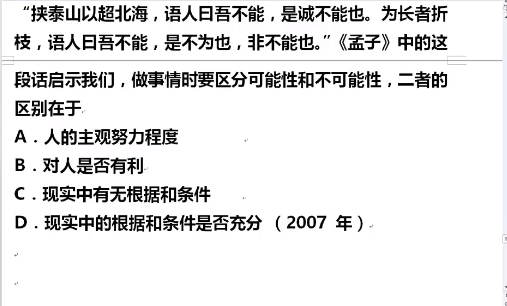 “挟泰山以超北海，语人曰吾不能，是诚不能也。为长者折
枝，语人曰吾不能，是不为也，非不能也。”《孟子》中的这
段话启示我们，做事情时要区分可能性和不可能性，二者的
区别在于
A．人的主观努力程度
B．对人是否有利
C．现实中有无根据和条件
D．现实中的根据和条件是否充分 （2007 年）